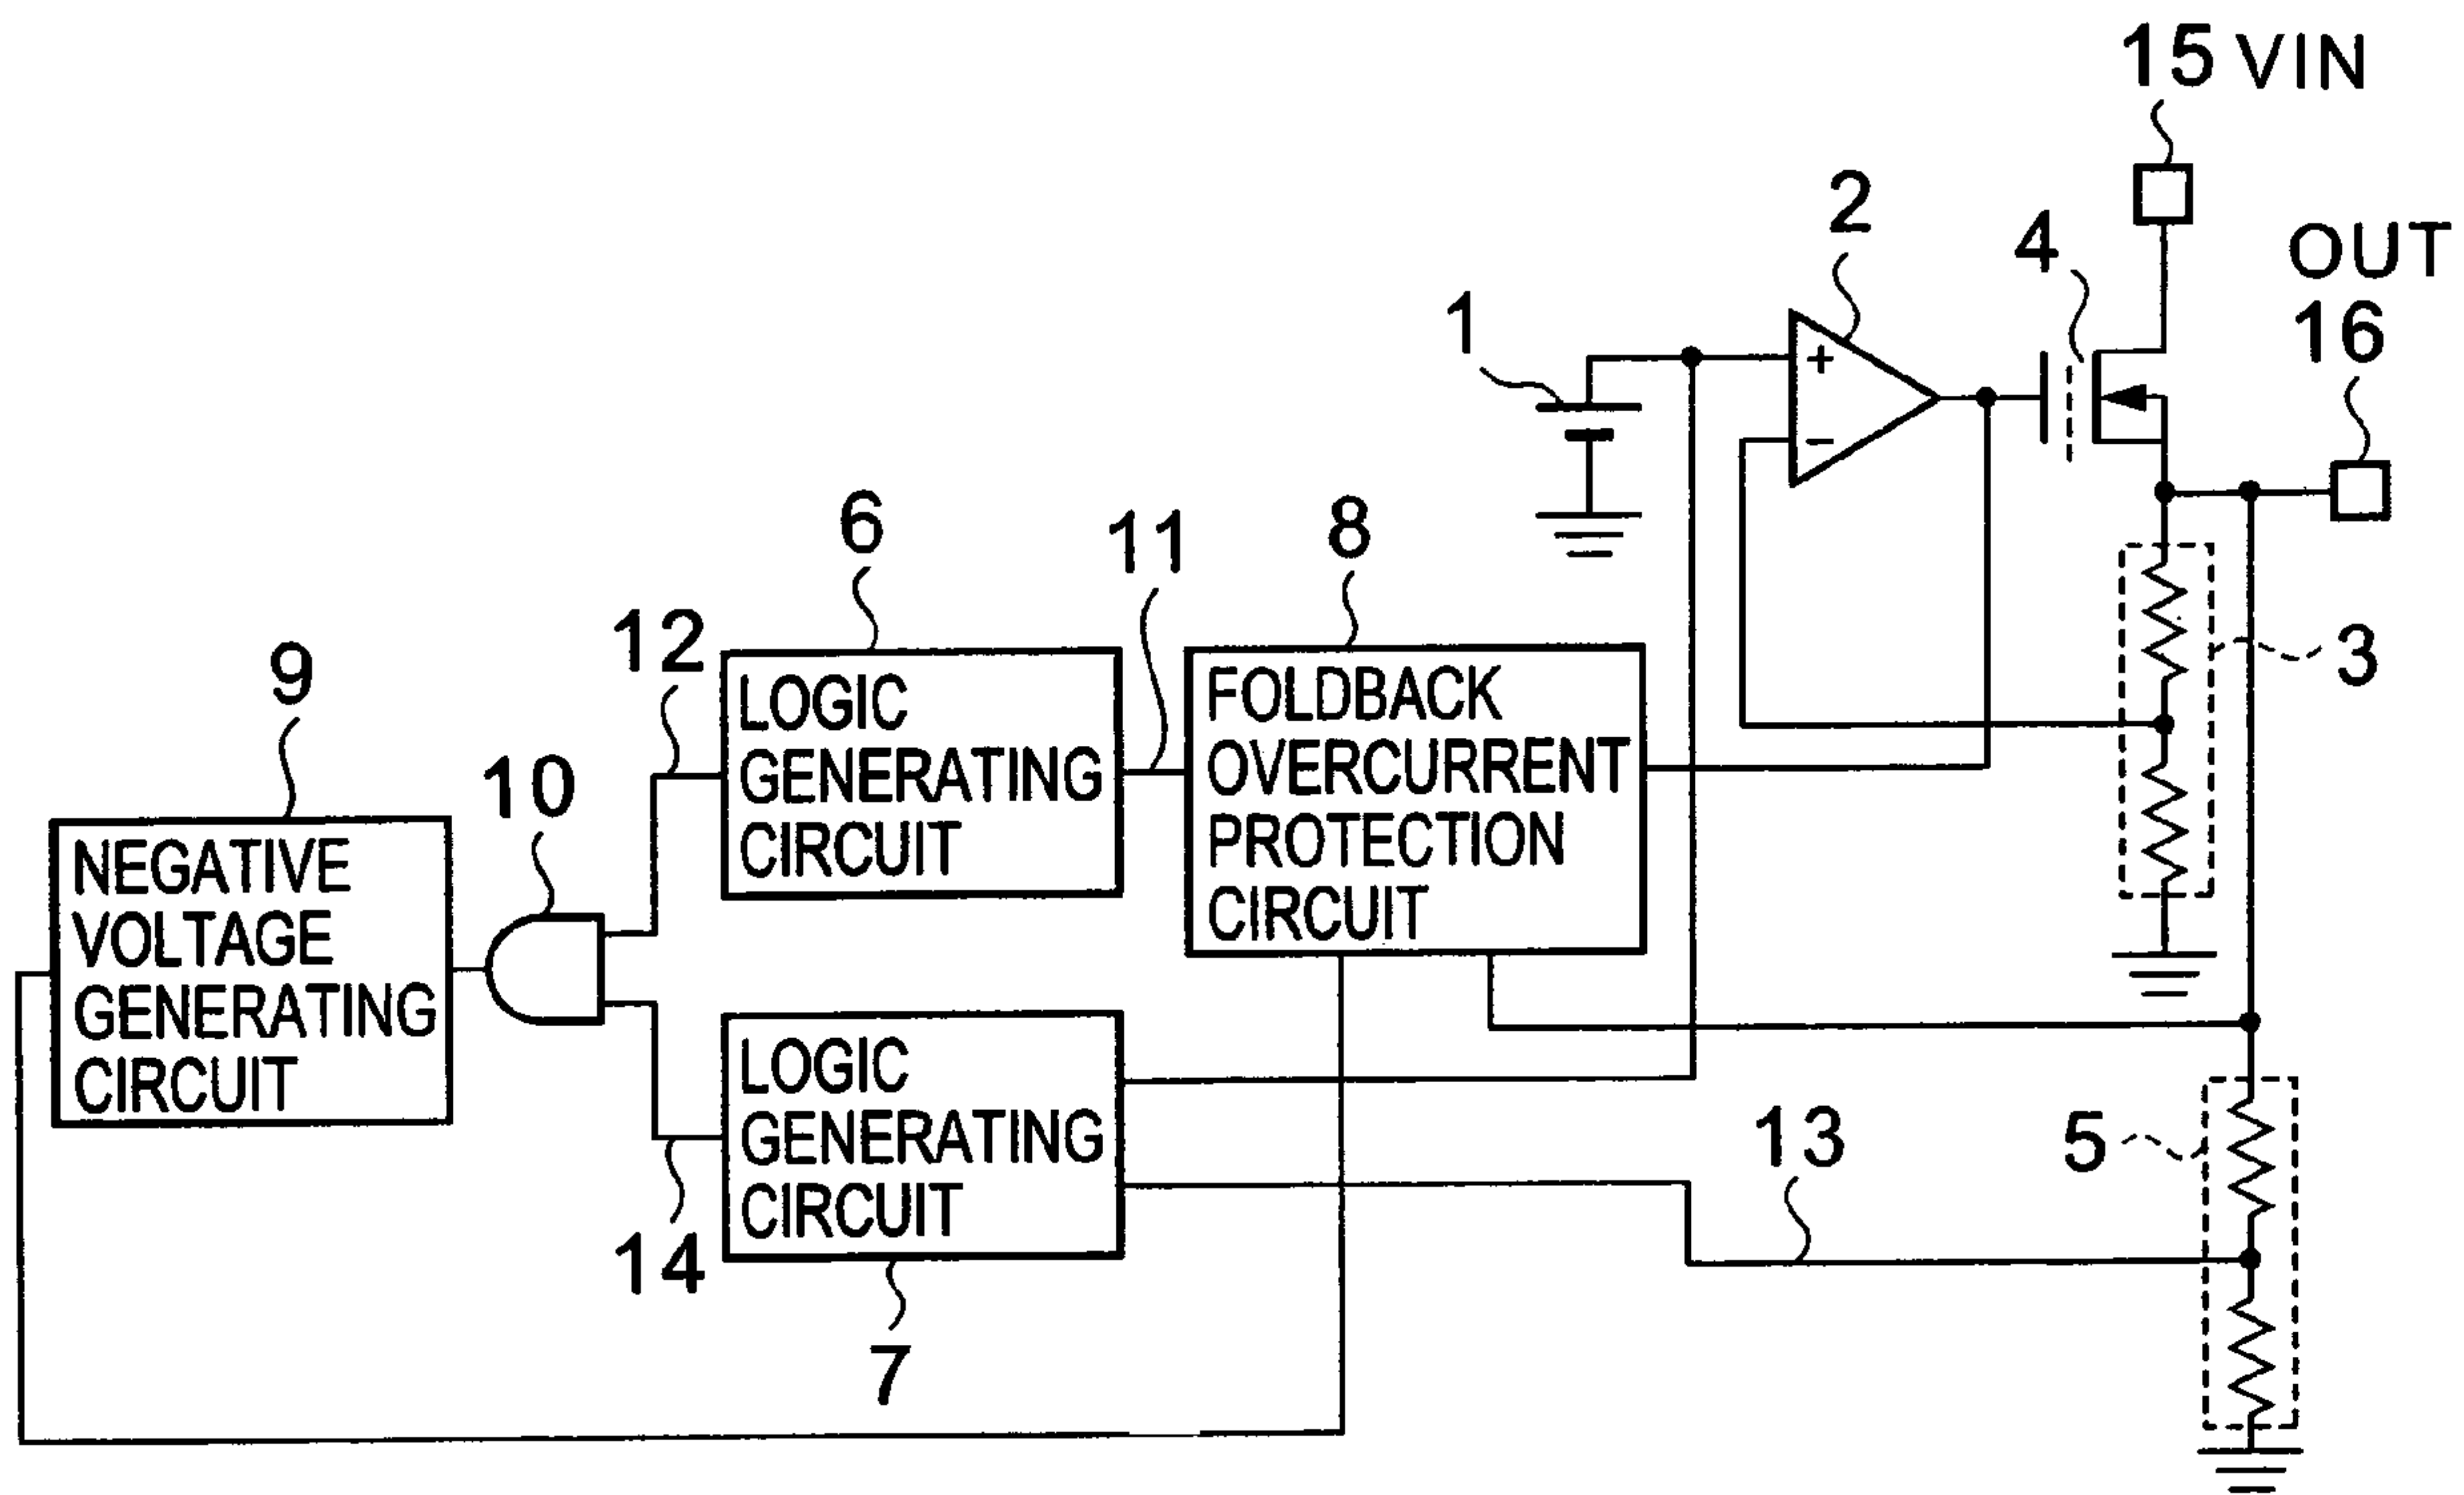 15 VIN
OUT
16
2
4
1
6
11
8
12
9
10
3
+
−
LOGIC
GENERATING
CIRCUIT
FOLDBACK
OVERCURRENT
PROTECTION
CIRCUIT
NEGATIVE
VOLTAGE
GENERATING
CIRCUIT
LOGIC
GENERATING
CIRCUIT
13
5
14
7